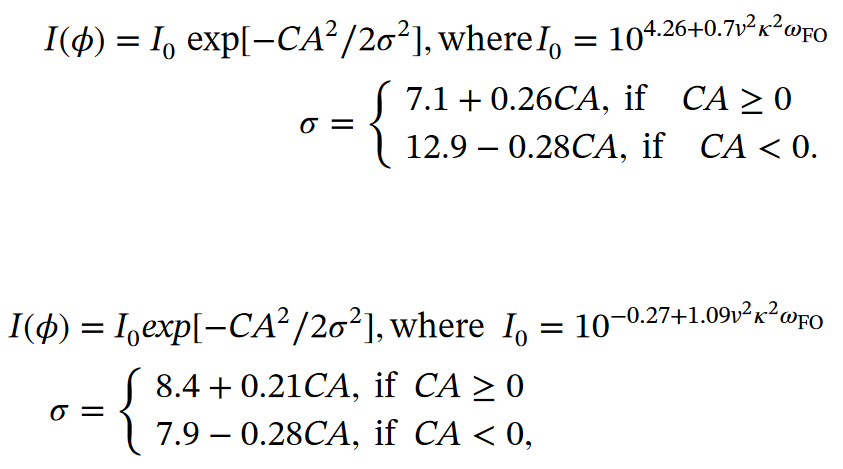 I(ϕ) = I₀ exp[−CA²/2σ²], where I₀ = 10^{4.26+0.7ν²κ²ω_FO}
σ = { 7.1 + 0.26CA, if CA ≥ 0
12.9 − 0.28CA, if CA < 0.
I(ϕ) = I₀exp[−CA²/2σ²], where I₀ = 10^{−0.27+1.09ν²κ²ω_FO}
σ = { 8.4 + 0.21CA, if CA ≥ 0
7.9 − 0.28CA, if CA < 0,